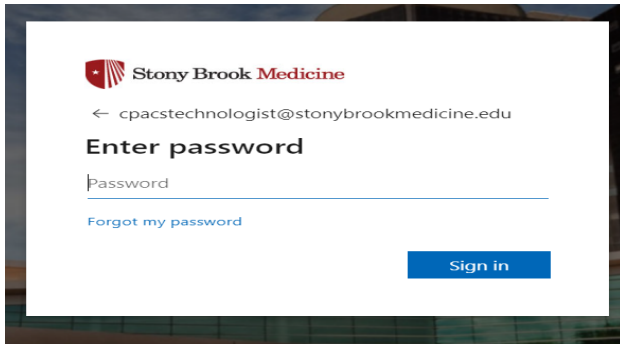 Stony Brook Medicine
← cpacstechnologist@stonybrookmedicine.edu
Enter password
Password
Forgot my password
Sign in